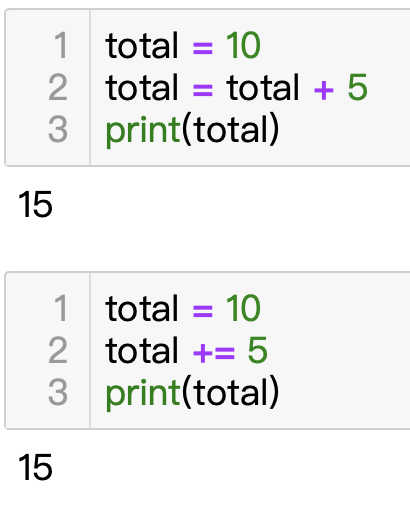 1 total = 10
2 total = total + 5
3 print(total)
15
1 total = 10
2 total += 5
3 print(total)
15